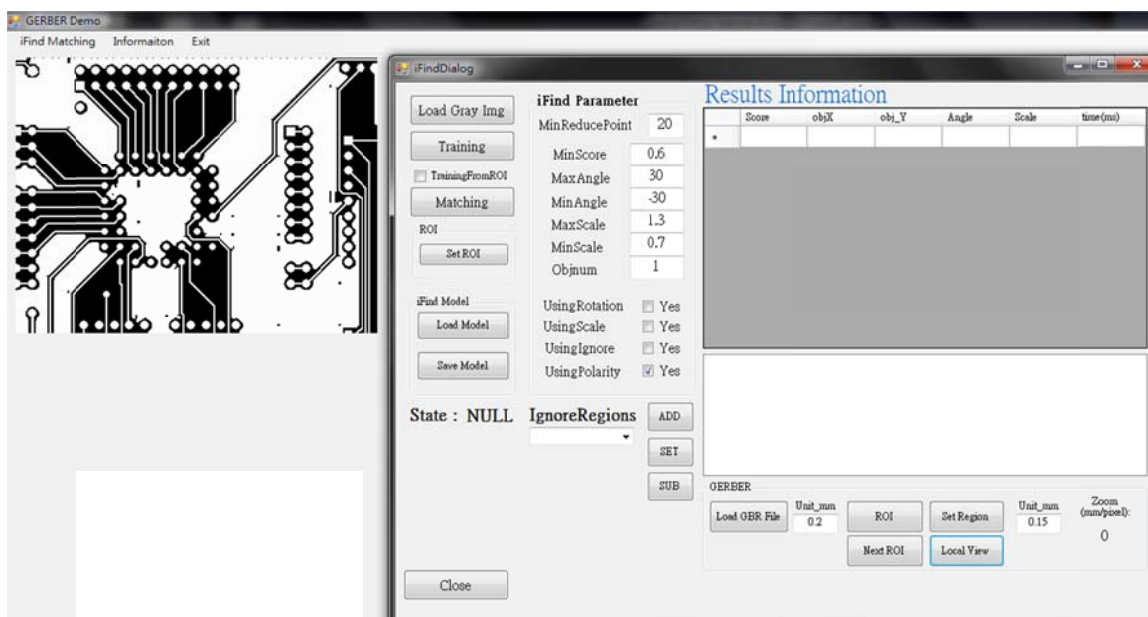 GERBER Demo
iFind Matching Informaiton Exit
iFindDialog
Load Gray Img
Training
TrainingFromROI
Matching
ROI
Set ROI
iFind Model
Load Model
Save Model
State : NULL
iFind Parameter
MinReducePoint 20
MinScore 0.6
MaxAngle 30
MinAngle -30
MaxScale 1.3
MinScale 0.7
Objnum 1
UsingRotation Yes
UsingScale Yes
UsingIgnore Yes
UsingPolarity Yes
IgnoreRegions
ADD
SET
SUB
Results Information
Score objX obj_Y Angle Scale time(ms)
GERBER
Load GBR File
Unit_mm
0.2
ROI
Set Region
Unit_mm
0.15
Zoom
(mm/pixel):
0
Next ROI
Local View
Close